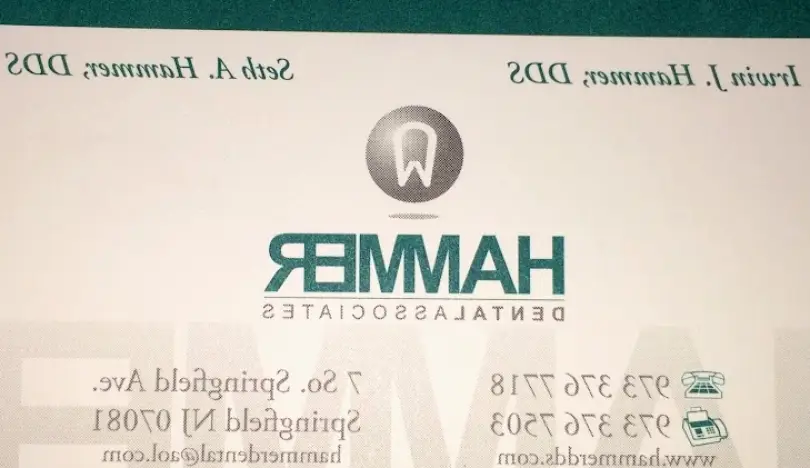 Irwin J. Hammer, DDS
Seth A. Hammer, DDS
HAMMER
DENTAL ASSOCIATES
973 376 7718
973 376 7503
www.hammerdds.com
7 So. Springfield Ave.
Springfield NJ 07081
hammerdental@aol.com